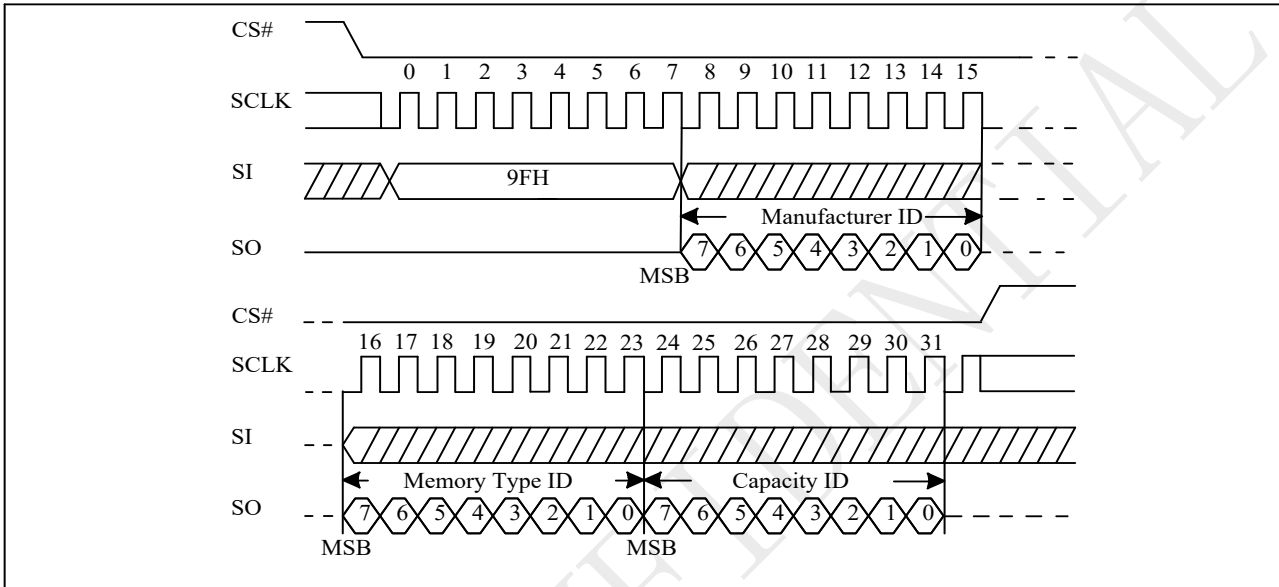 CS#
0 1 2 3 4 5 6 7 8 9 10 11 12 13 14 15
SCLK
SI
9FH
Manufacturer ID
SO
7 6 5 4 3 2 1 0
MSB
CS#
16 17 18 19 20 21 22 23 24 25 26 27 28 29 30 31
SCLK
SI
Memory Type ID Capacity ID
SO
7 6 5 4 3 2 1 0 7 6 5 4 3 2 1 0
MSB MSB
IDENTIAL